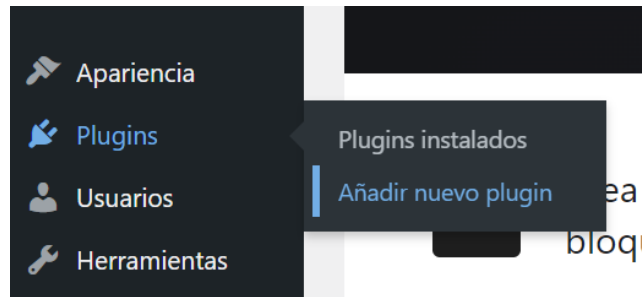 Apariencia
Plugins
Usuarios
Herramientas
Plugins instalados
Añadir nuevo plugin